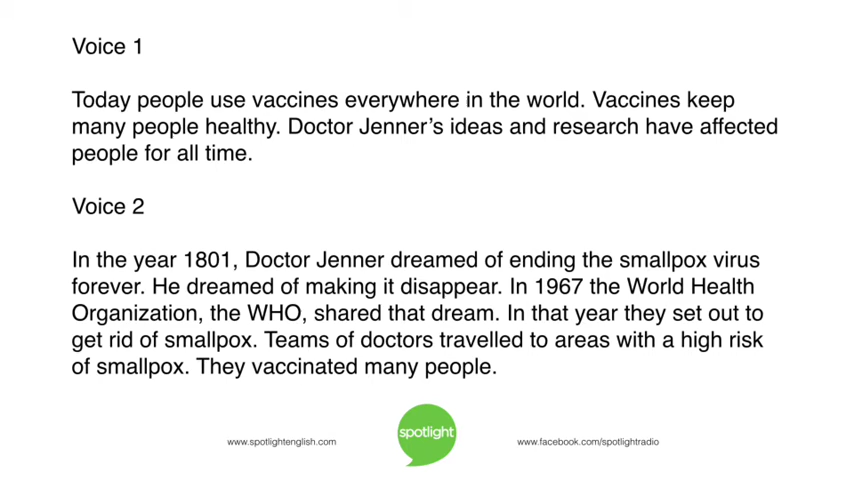 Voice 1
Today people use vaccines everywhere in the world. Vaccines keep
many people healthy. Doctor Jenner's ideas and research have affected
people for all time.
Voice 2
In the year 1801, Doctor Jenner dreamed of ending the smallpox virus
forever. He dreamed of making it disappear. In 1967 the World Health
Organization, the WHO, shared that dream. In that year they set out to
get rid of smallpox. Teams of doctors travelled to areas with a high risk
of smallpox. They vaccinated many people.
www.spotlightenglish.com
spotlight
www.facebook.com/spotlightradio